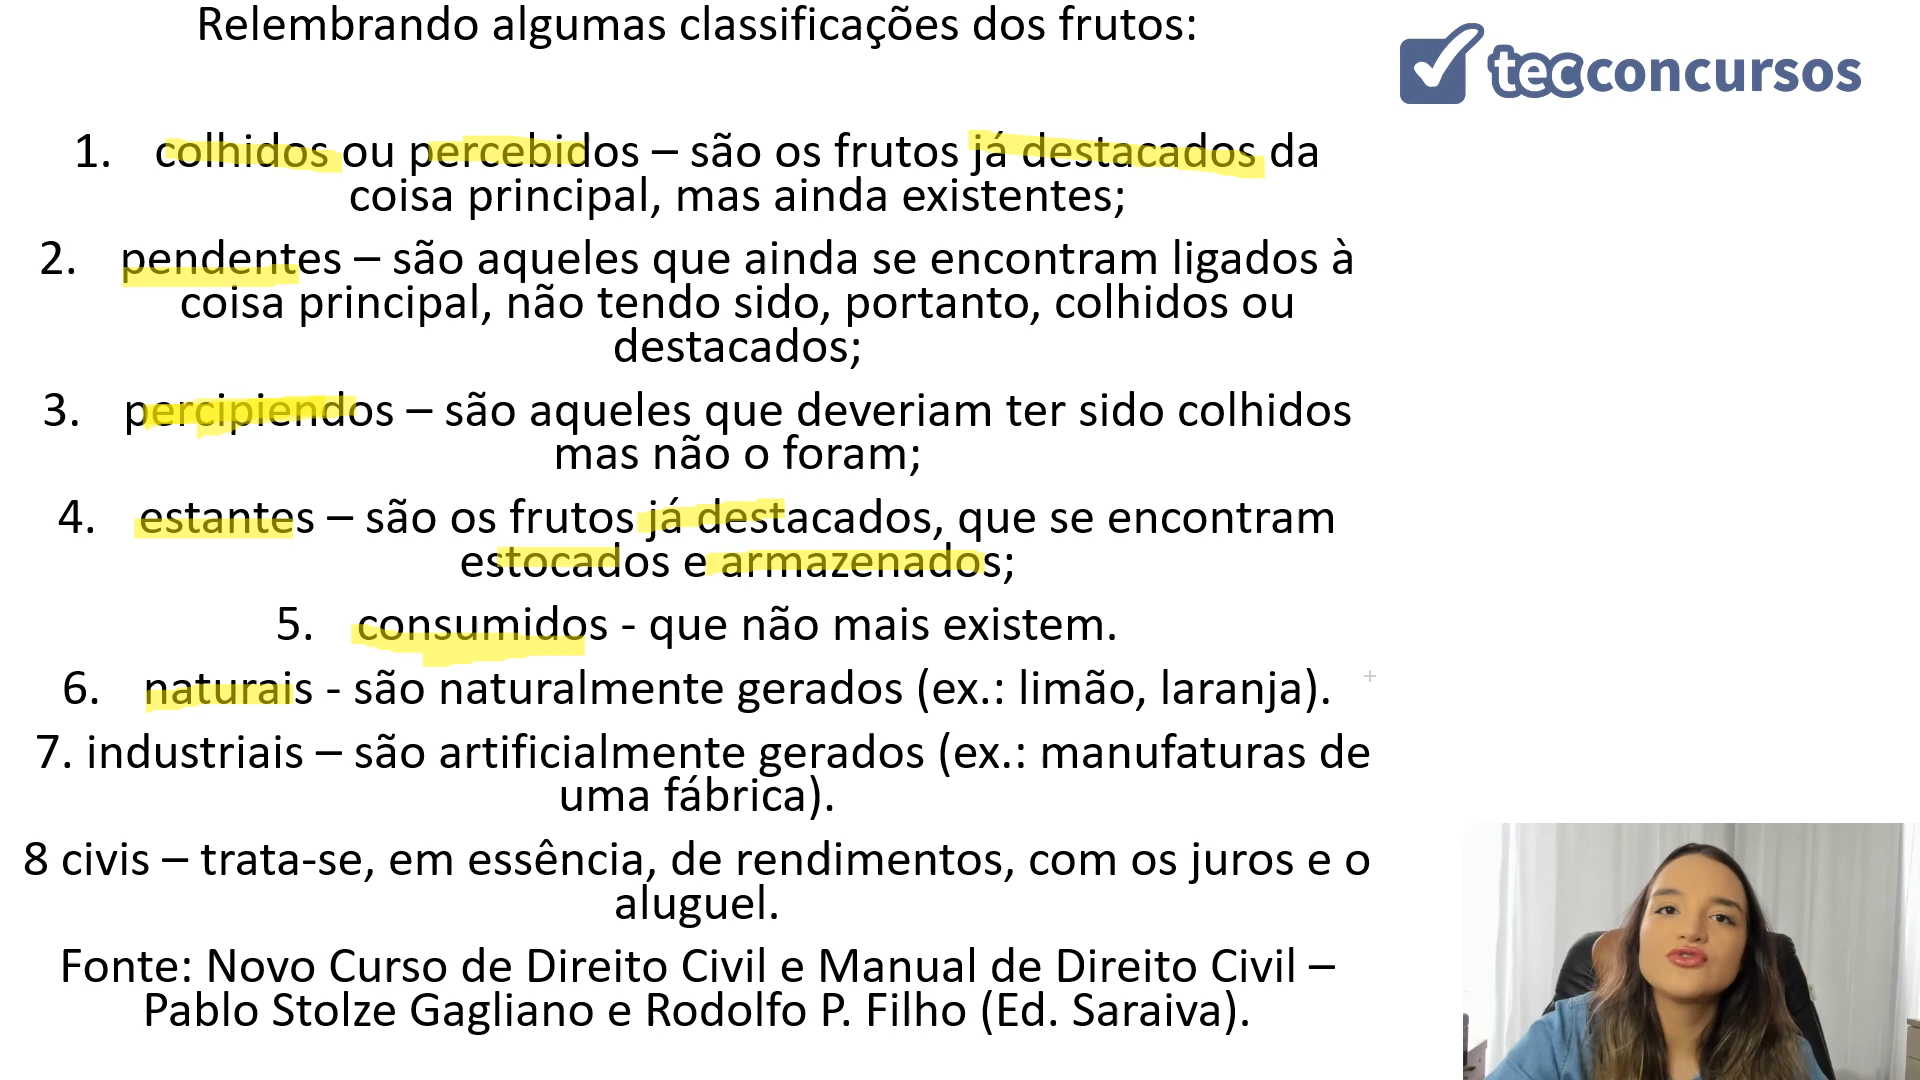 Relembrando algumas classificações dos frutos:
tecconcursos
1. colhidos ou percebidos – são os frutos já destacados da
coisa principal, mas ainda existentes;
2. pendentes – são aqueles que ainda se encontram ligados à
coisa principal, não tendo sido, portanto, colhidos ou
destacados;
3. percipiendos – são aqueles que deveriam ter sido colhidos
mas não o foram;
4. estantes – são os frutos já destacados, que se encontram
estocados e armazenados;
5. consumidos - que não mais existem.
6. naturais - são naturalmente gerados (ex.: limão, laranja).
7. industriais – são artificialmente gerados (ex.: manufaturas de
uma fábrica).
8 civis – trata-se, em essência, de rendimentos, com os juros e o
aluguel.
Fonte: Novo Curso de Direito Civil e Manual de Direito Civil –
Pablo Stolze Gagliano e Rodolfo P. Filho (Ed. Saraiva).